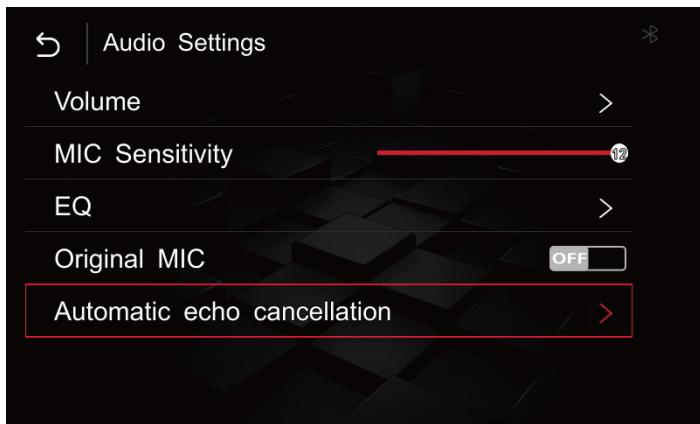 Audio Settings
Volume
MIC Sensitivity
12
EQ
Original MIC
OFF
Automatic echo cancellation